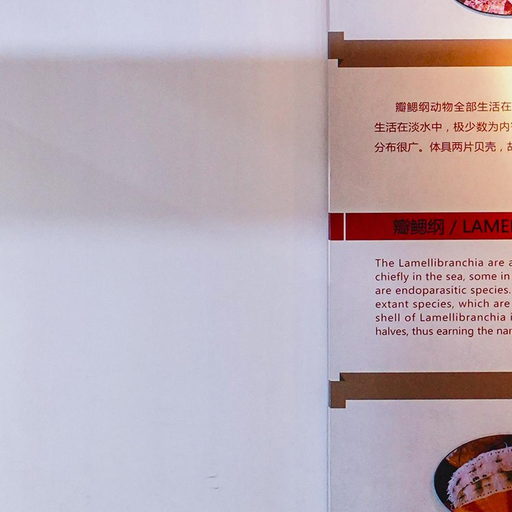 瓣鳃纲动物全部生活在
生活在淡水中，极少数为内
分布很广。体具两片贝壳，故
瓣鳃纲 / LAMEL
The Lamellibranchia are a
chiefly in the sea, some in
are endoparasitic species.
extant species, which are
shell of Lamellibranchia i
halves, thus earning the nam